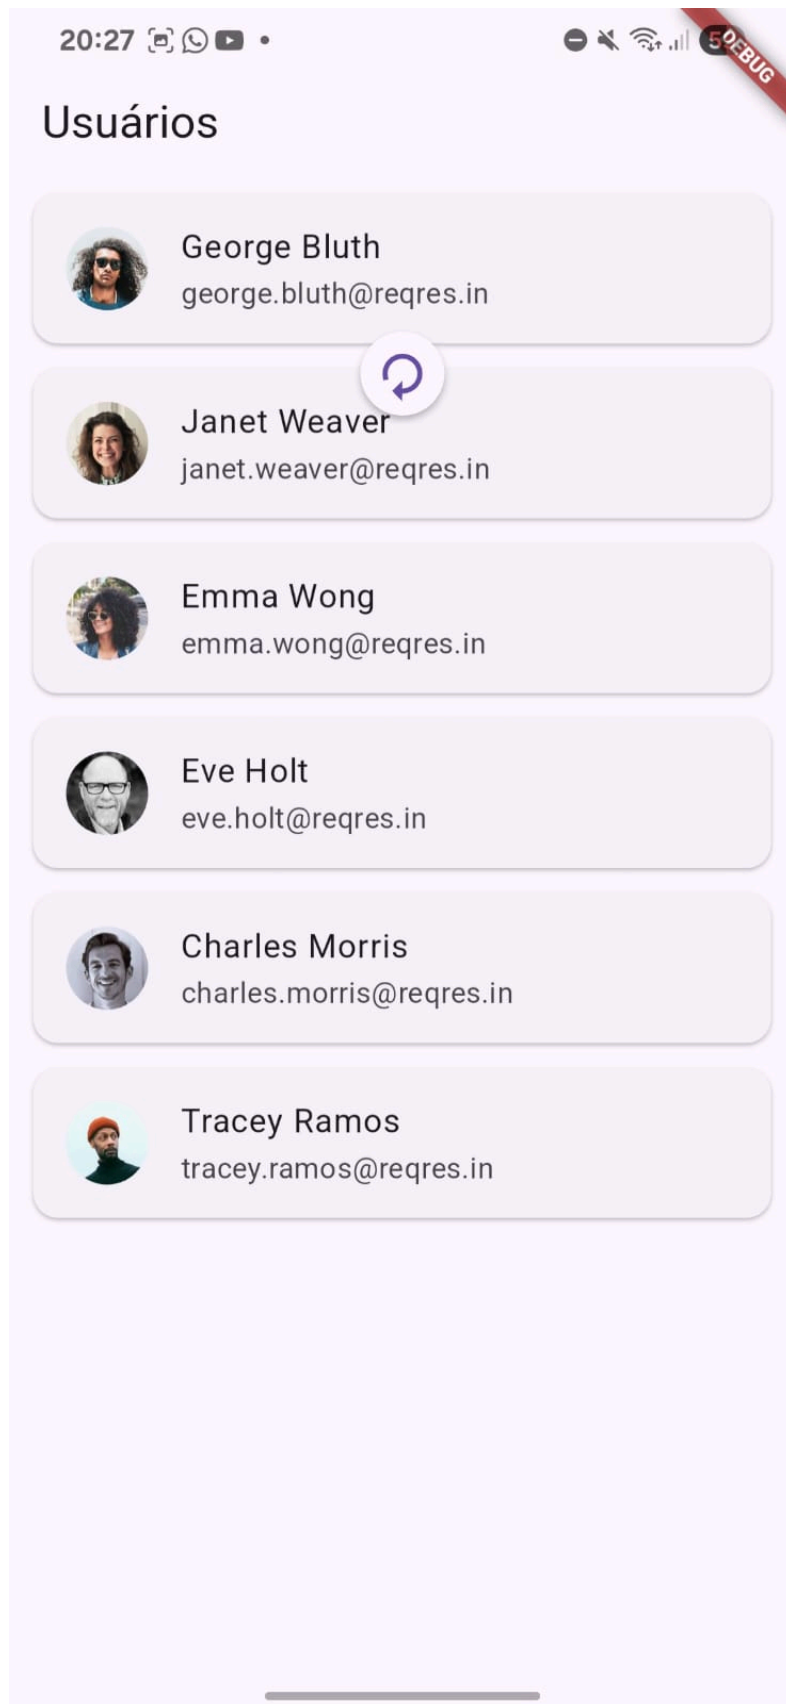 20:27
DEBUG
Usuários
George Bluth
george.bluth@reqres.in
Janet Weaver
janet.weaver@reqres.in
Emma Wong
emma.wong@reqres.in
Eve Holt
eve.holt@reqres.in
Charles Morris
charles.morris@reqres.in
Tracey Ramos
tracey.ramos@reqres.in